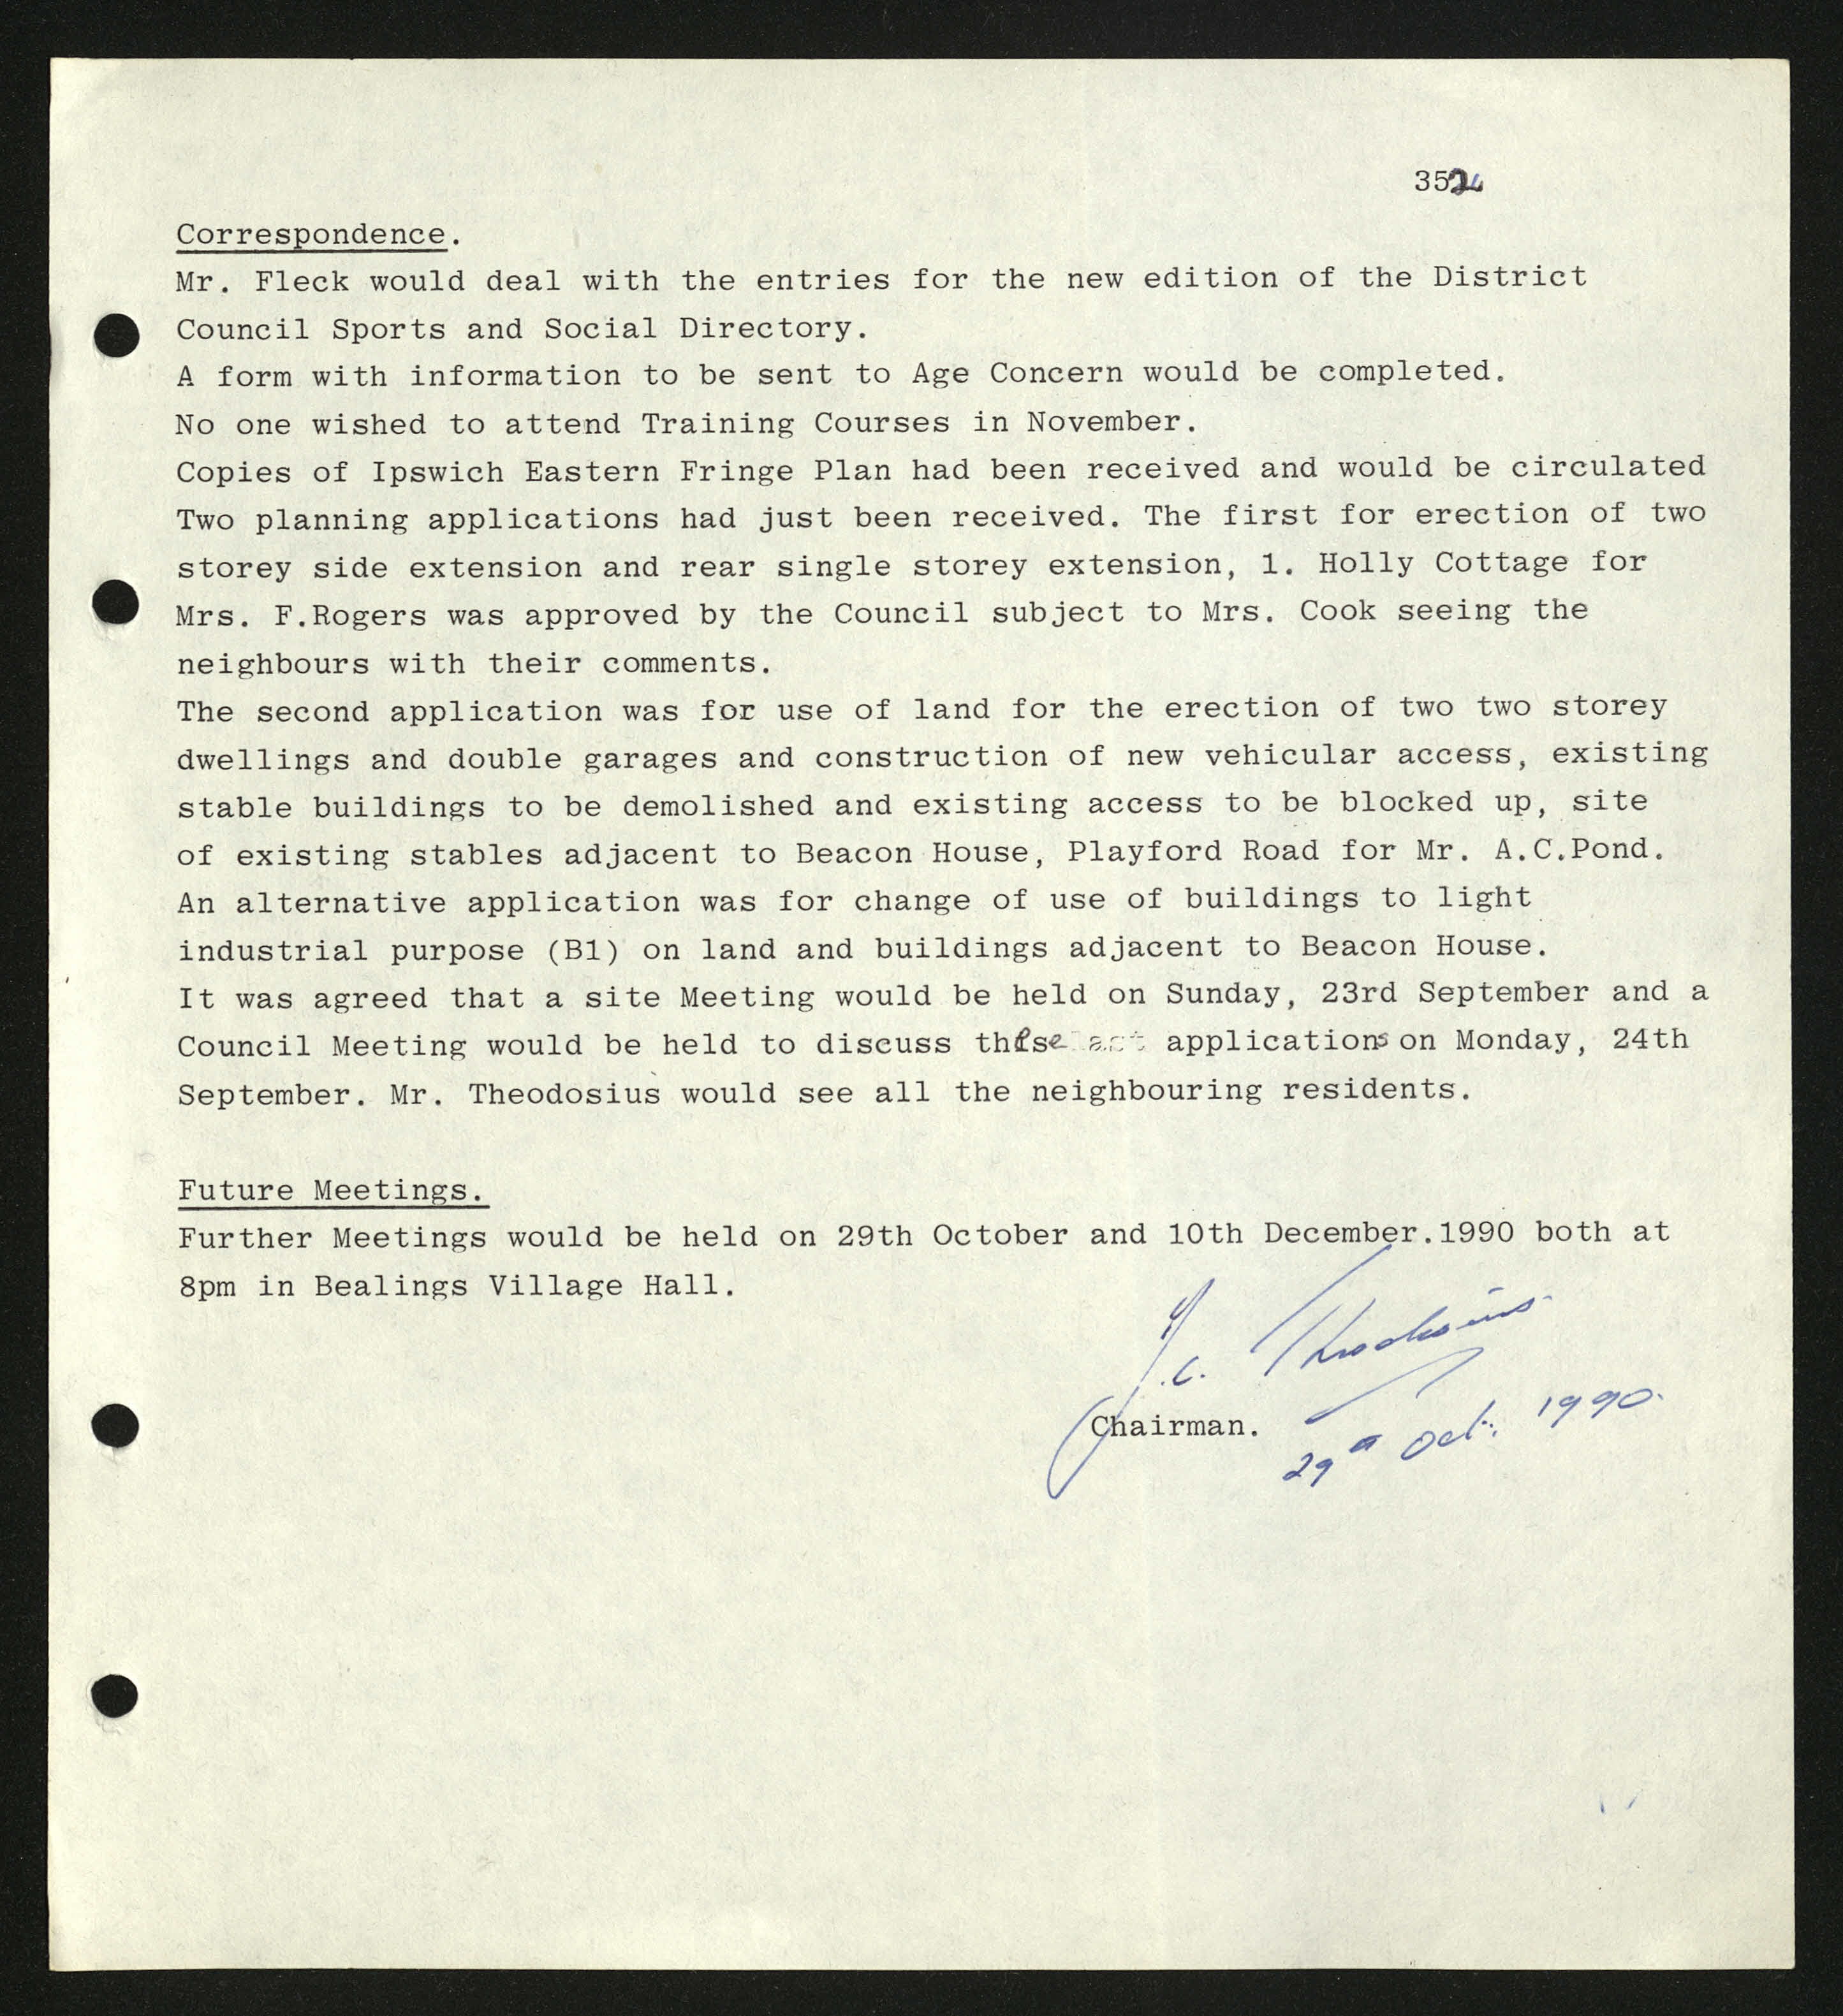 352
Correspondence.
Mr. Fleck would deal with the entries for the new edition of the District
Council Sports and Social Directory.
A form with information to be sent to Age Concern would be completed.
No one wished to attend Training Courses in November.
Copies of Ipswich Eastern Fringe Plan had been received and would be circulated
Two planning applications had just been received. The first for erection of two
storey side extension and rear single storey extension, 1. Holly Cottage for
Mrs. F.Rogers was approved by the Council subject to Mrs. Cook seeing the
neighbours with their comments.
The second application was for use of land for the erection of two two storey
dwellings and double garages and construction of new vehicular access, existing
stable buildings to be demolished and existing access to be blocked up, site
of existing stables adjacent to Beacon House, Playford Road for Mr. A.C.Pond.
An alternative application was for change of use of buildings to light
industrial purpose (B1) on land and buildings adjacent to Beacon House.
It was agreed that a site Meeting would be held on Sunday, 23rd September and a
Council Meeting would be held to discuss these applications on Monday, 24th
September. Mr. Theodosius would see all the neighbouring residents.
Future Meetings.
Further Meetings would be held on 29th October and 10th December.1990 both at
8pm in Bealings Village Hall.
J.C. Theodosius
Chairman.
29th Oct. 1990.